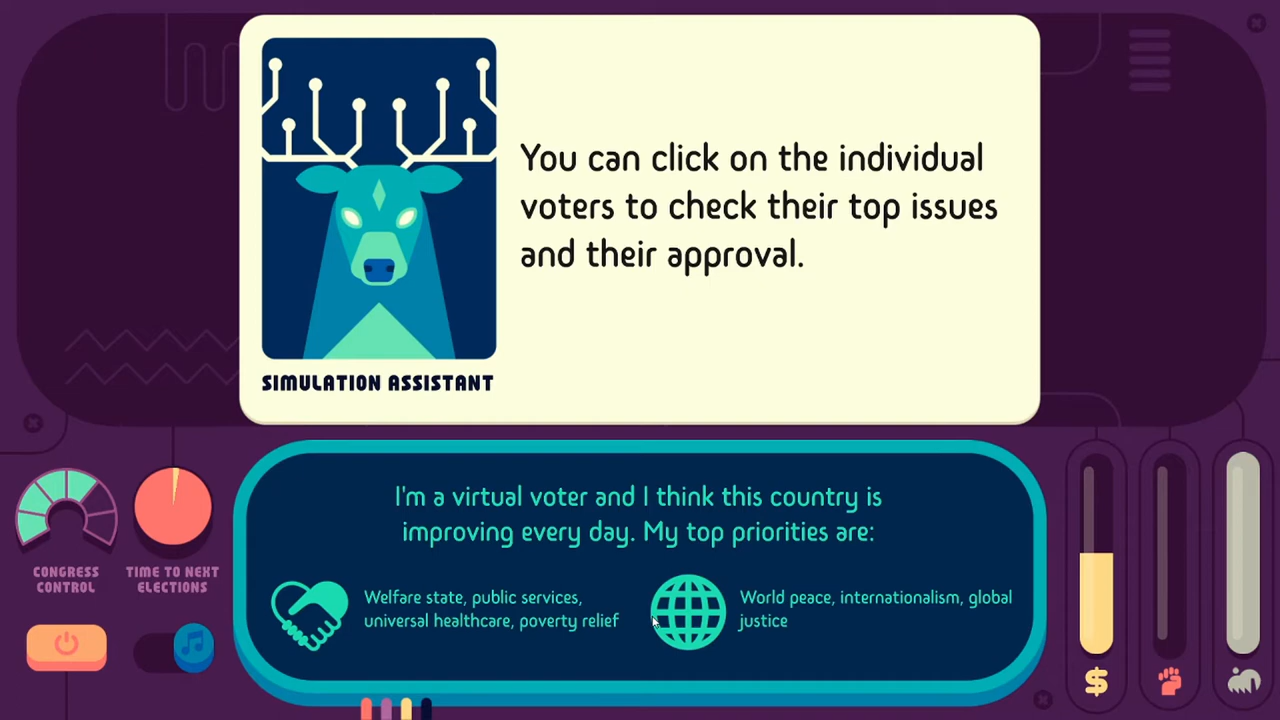 You can click on the individual
voters to check their top issues
and their approval.
SIMULATION ASSISTANT
I'm a virtual voter and I think this country is
improving every day. My top priorities are:
Welfare state, public services,
universal healthcare, poverty relief
World peace, internationalism, global
justice
CONGRESS
CONTROL
TIME TO NEXT
ELECTIONS
$